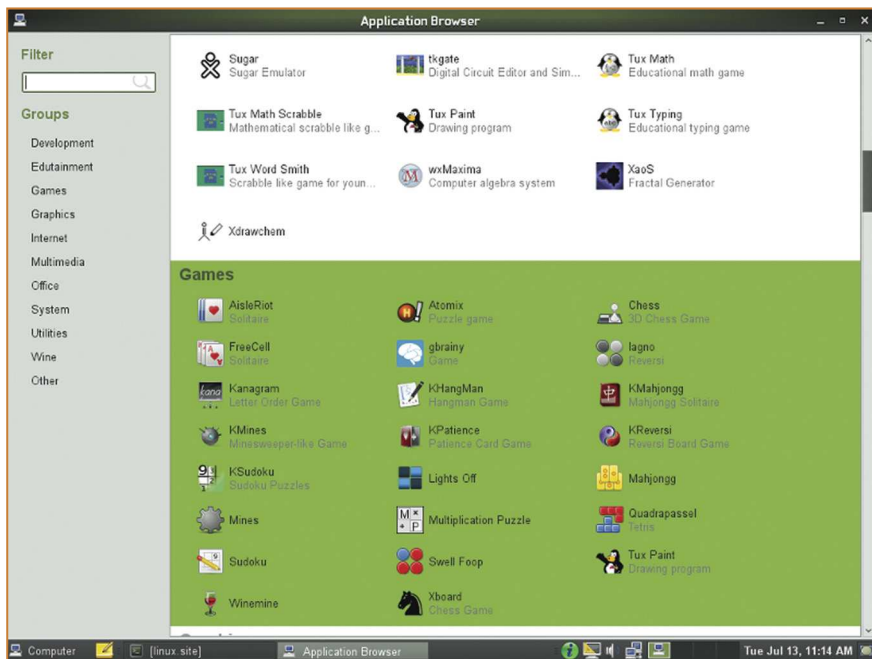 Application Browser
Filter
Groups
Development
Edutainment
Games
Graphics
Internet
Multimedia
Office
System
Utilities
Wine
Other
Sugar
Sugar Emulator
tkgate
Digital Circuit Editor and Sim...
Tux Math
Educational math game
Tux Math Scrabble
Mathematical scrabble like g...
Tux Paint
Drawing program
Tux Typing
Educational typing game
Tux Word Smith
Scrabble like game for youn...
wxMaxima
Computer algebra system
XaoS
Fractal Generator
Xdrawchem
Games
AisleRiot
Solitaire
Atomix
Puzzle game
Chess
3D Chess Game
FreeCell
Solitaire
gbrainy
Game
Iagno
Reversi
Kanagram
Letter Order Game
KHangMan
Hangman Game
KMahjongg
Mahjongg Solitaire
KMines
Minesweeper-like Game
KPatience
Patience Card Game
KReversi
Reversi Board Game
KSudoku
Sudoku Puzzles
Lights Off
Mahjongg
Mines
Multiplication Puzzle
Quadrapassel
Tetris
Sudoku
Swell Foop
Tux Paint
Drawing program
Winemine
Xboard
Chess Game
Computer
[linux.site]
Application Browser
Tue Jul 13, 11:14 AM